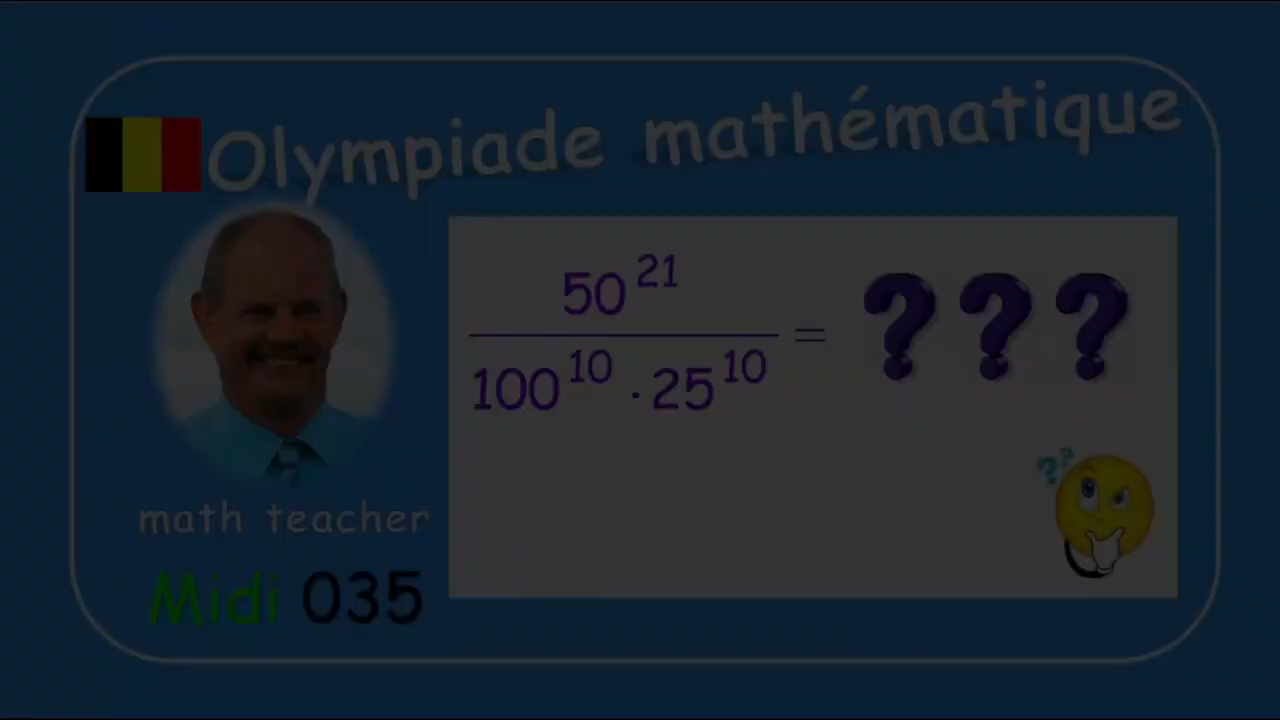 Olympiade mathématique
50^21
100^10 · 25^10
= ???
??
math teacher
Midi 035